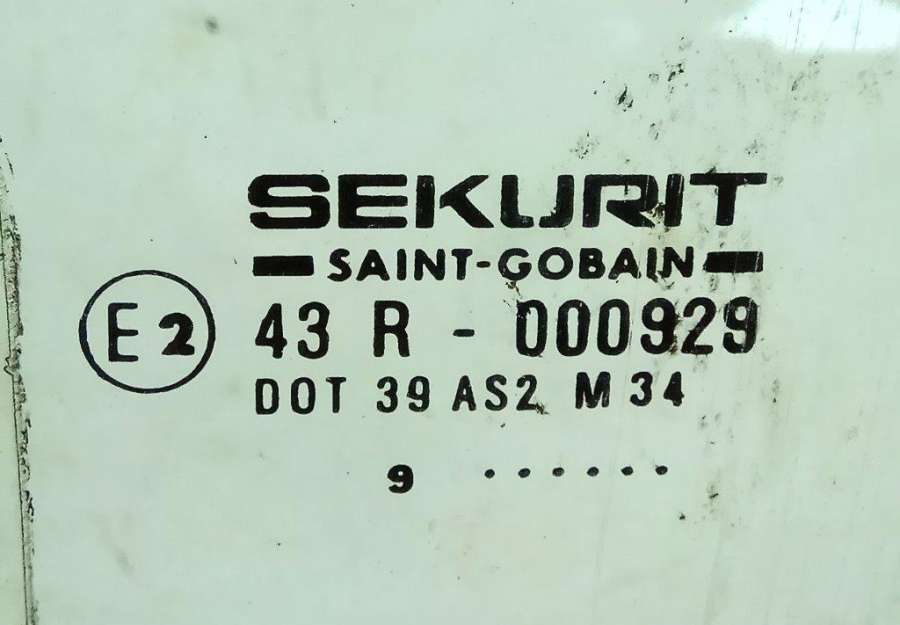 SEKURIT
SAINT-GOBAIN
E2 43 R - 000929
DOT 39 AS2 M 34
9 ......